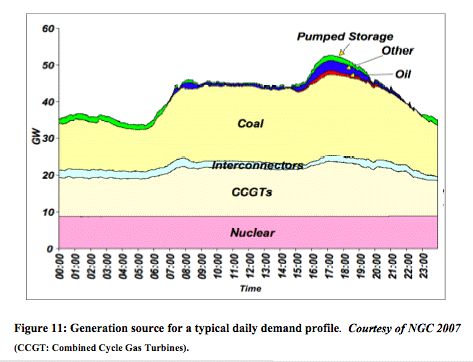 60
50
40
30
20
10
0
GW
Pumped Storage
Other
Oil
Coal
Interconnectors
CCGTs
Nuclear
00:00
01:00
02:00
03:00
04:00
05:00
06:00
07:00
08:00
09:00
10:00
11:00
12:00
13:00
14:00
15:00
16:00
17:00
18:00
19:00
20:00
21:00
22:00
23:00
Time
Figure 11: Generation source for a typical daily demand profile. Courtesy of NGC 2007
(CCGT: Combined Cycle Gas Turbines).